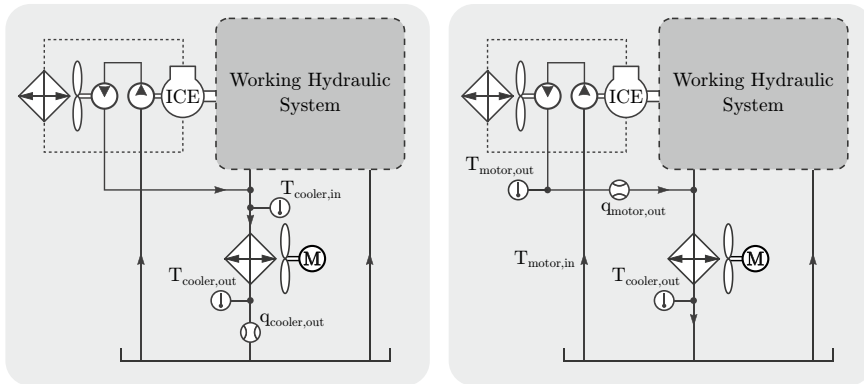 ICE
Working Hydraulic
System
T_cooler,in
M
T_cooler,out
q_cooler,out
ICE
Working Hydraulic
System
T_motor,out
q_motor,out
T_motor,in
M
T_cooler,out